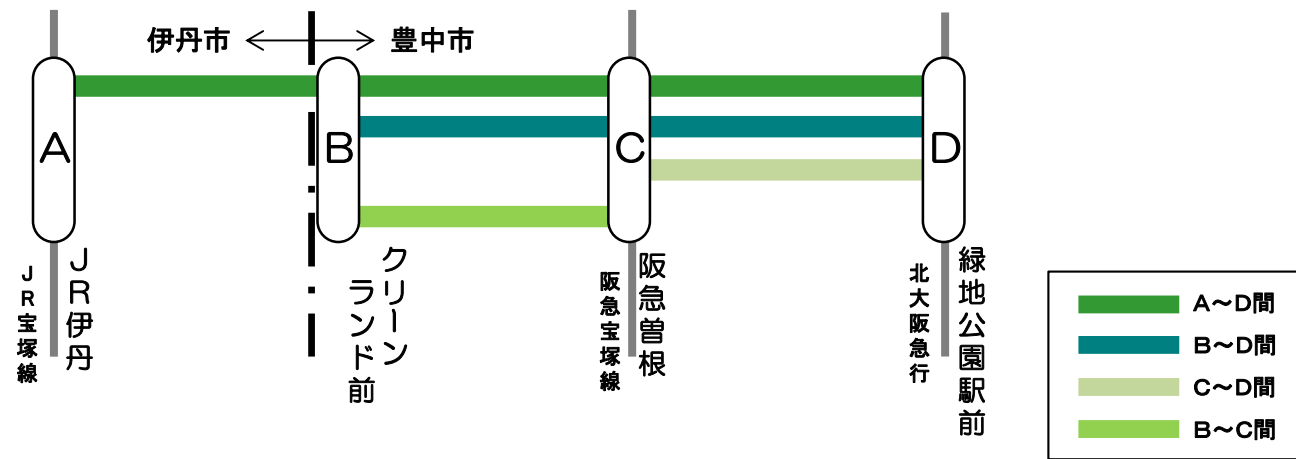 伊丹市
豊中市
A
B
C
D
JR宝塚線
JR伊丹
クリーン
ランド前
阪急宝塚線
阪急曽根
北大阪急行
緑地公園駅前
A～D間
B～D間
C～D間
B～C間